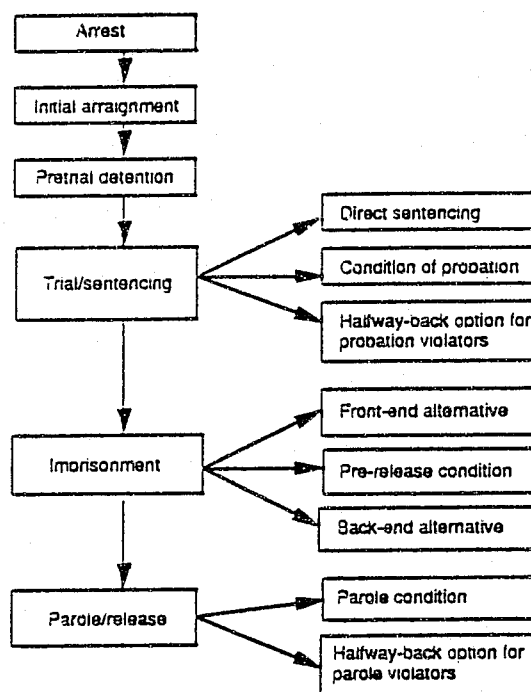 Arrest
Initial arraignment
Pretrial detention
Direct sentencing
Trial/sentencing
Condition of probation
Halfway-back option for
probation violators
Front-end alternative
Imprisonment
Pre-release condition
Back-end alternative
Parole condition
Parole/release
Halfway-back option for
parole violators